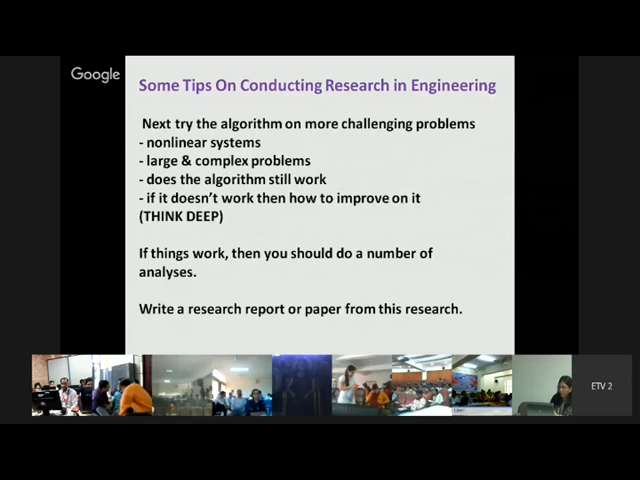 Google
Some Tips On Conducting Research in Engineering
Next try the algorithm on more challenging problems
- nonlinear systems
- large & complex problems
- does the algorithm still work
- if it doesn't work then how to improve on it
(THINK DEEP)
If things work, then you should do a number of
analyses.
Write a research report or paper from this research.
ETV 2